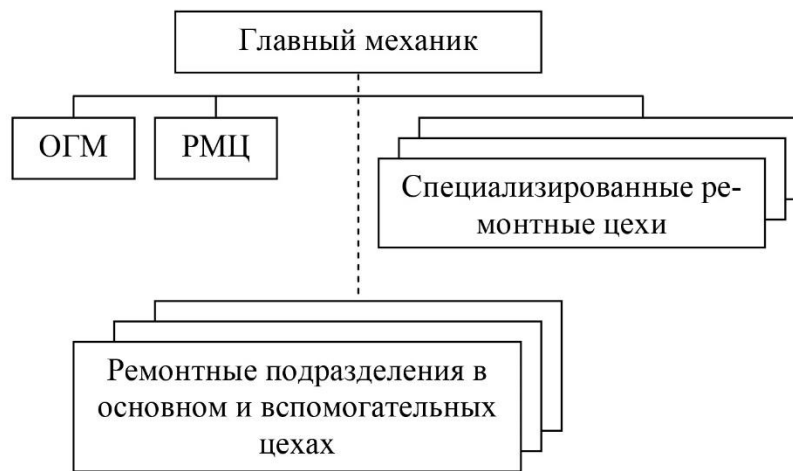 Главный механик
ОГМ
РМЦ
Специализированные ре-
монтные цехи
Ремонтные подразделения в
основном и вспомогательных
цехах